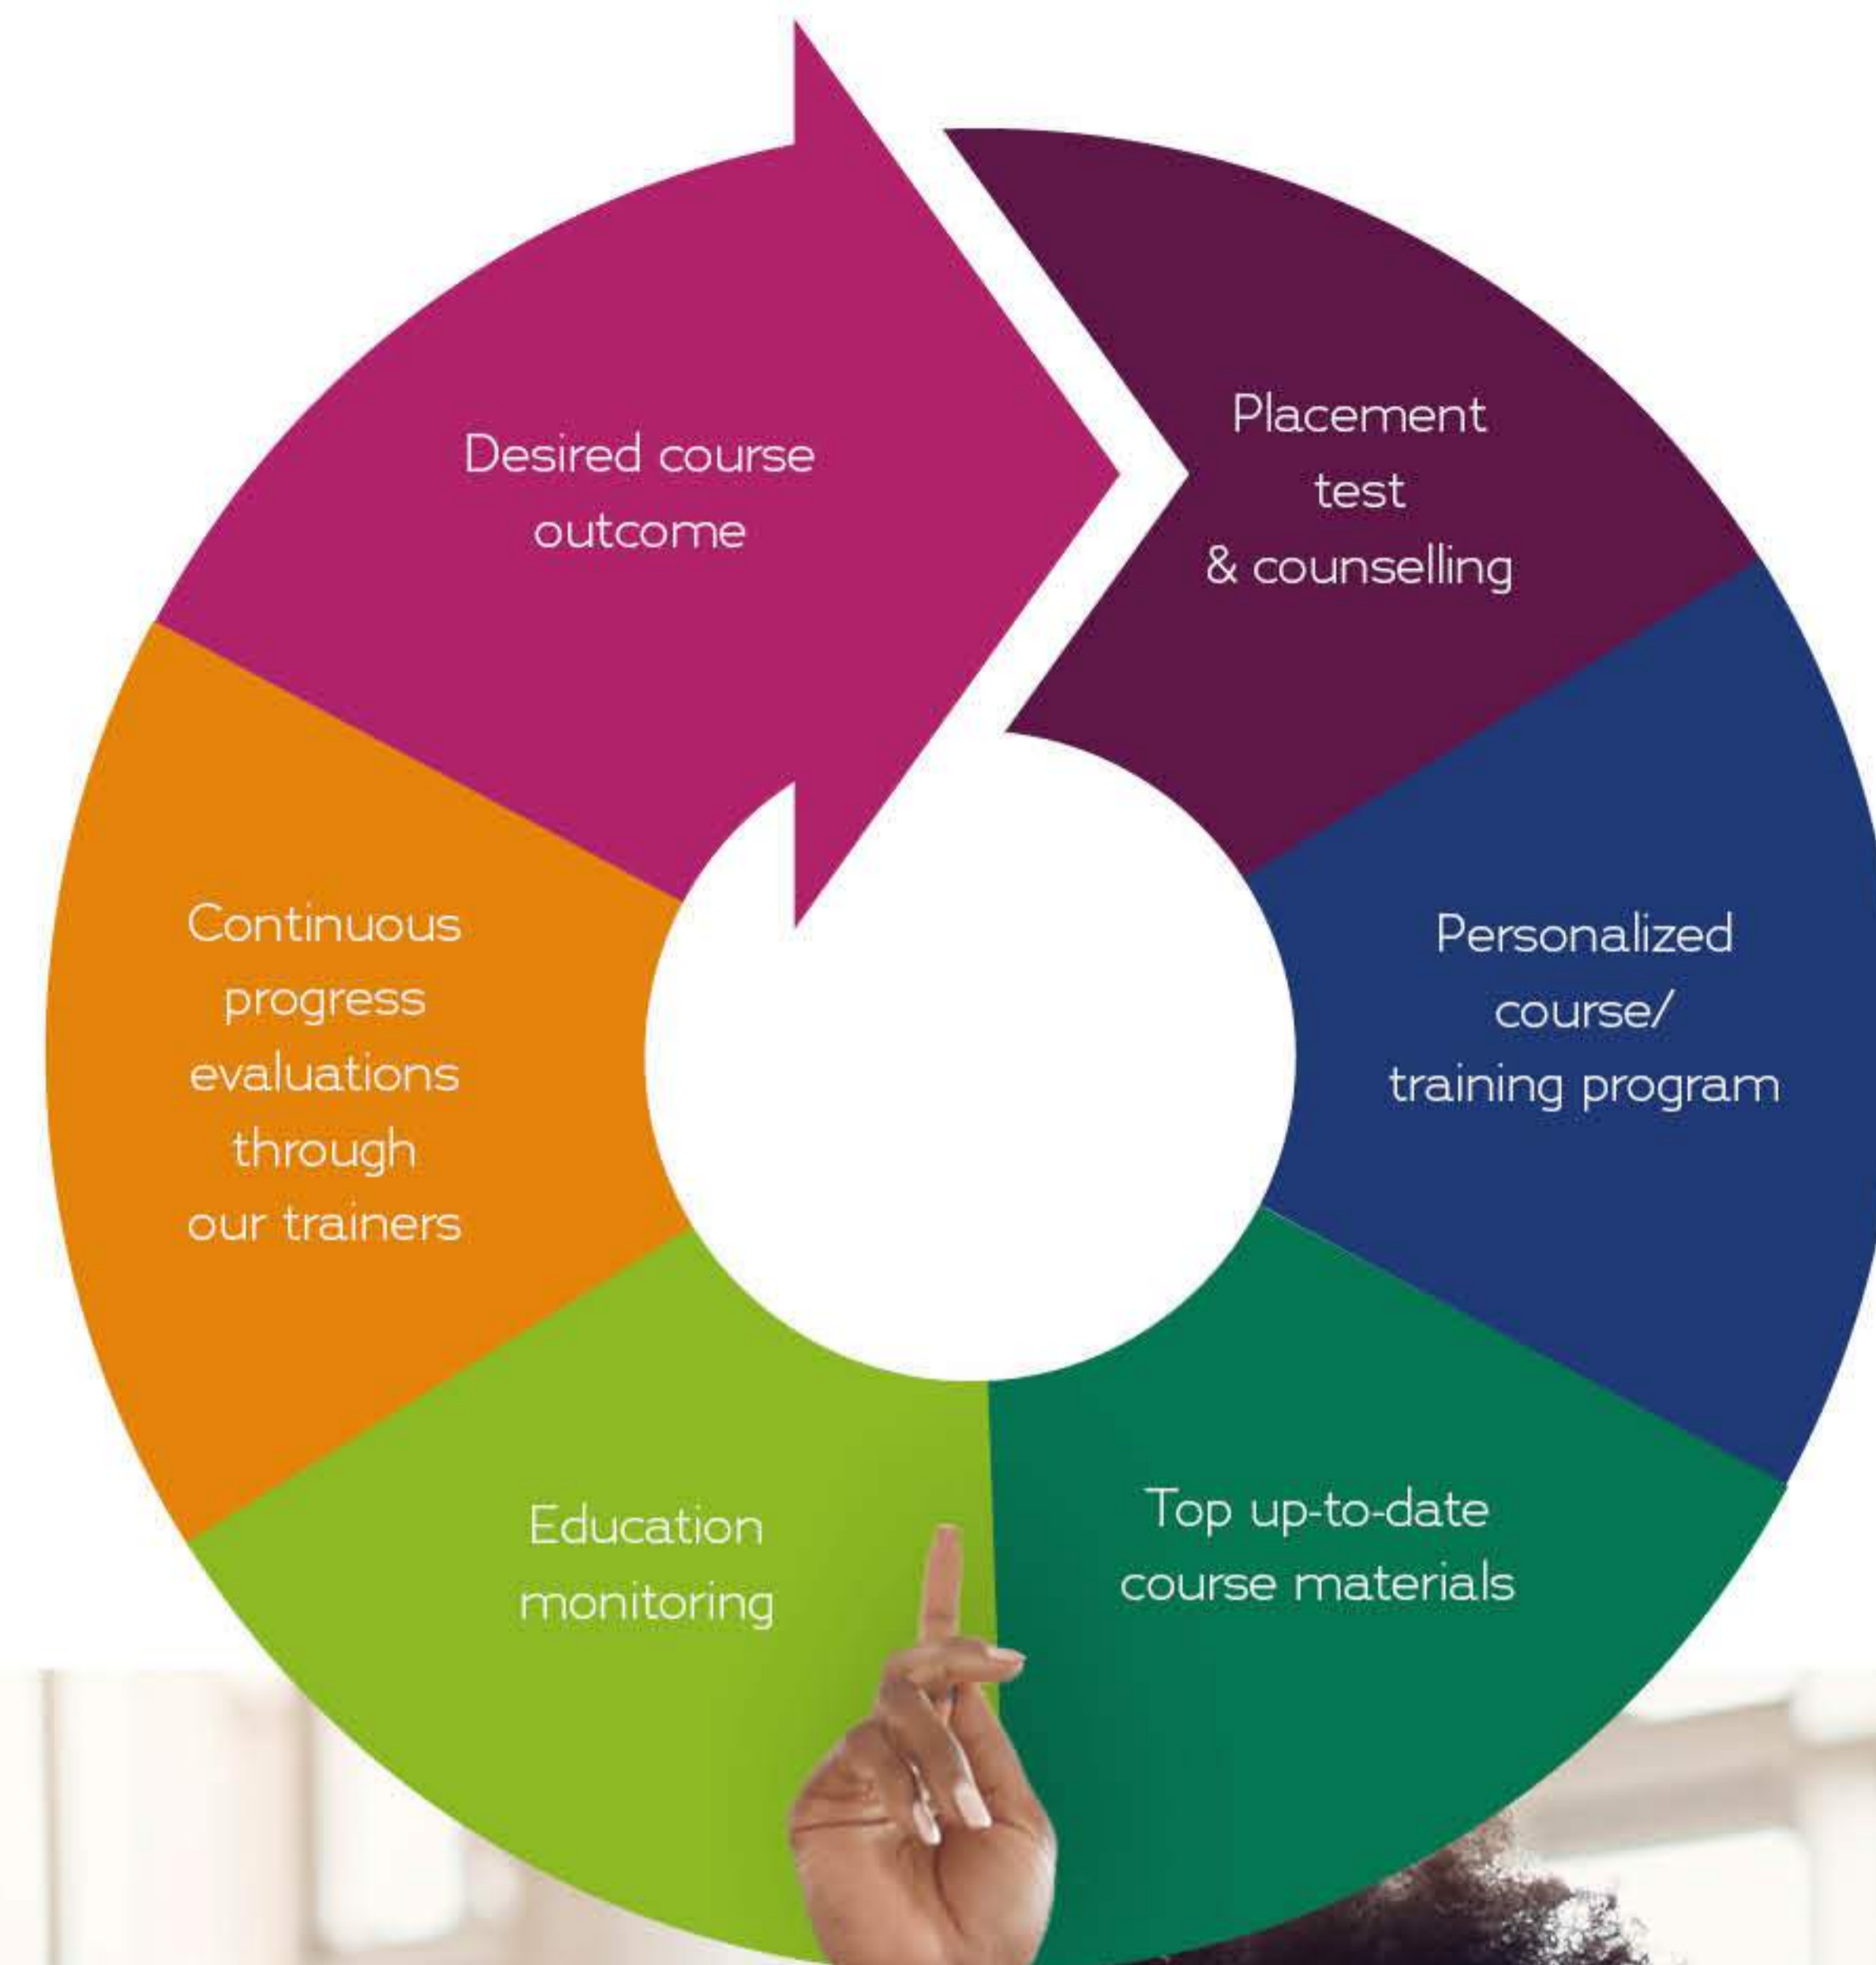 Desired course
outcome
Placement
test
& counselling
Personalized
course/
training program
Top up-to-date
course materials
Education
monitoring
Continuous
progress
evaluations
through
our trainers